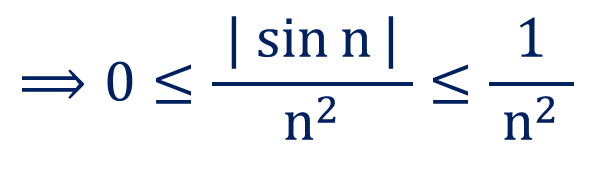 ⟹ 0 ≤ | sin n | / n² ≤ 1 / n²